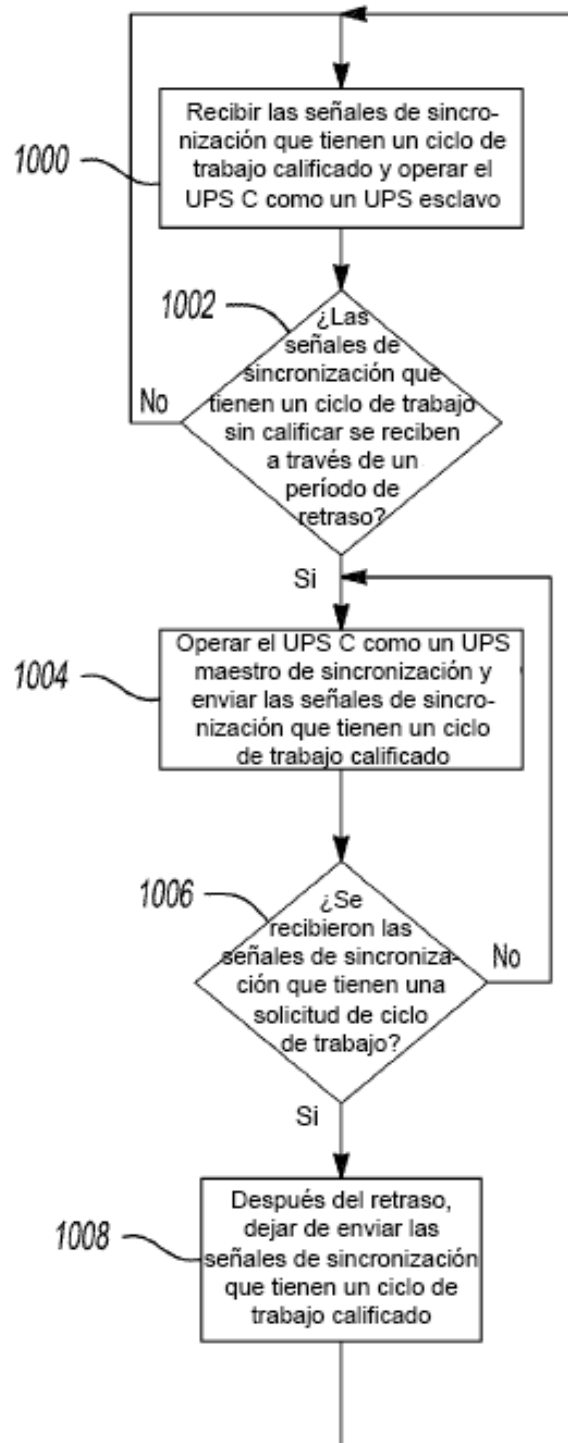 1000
Recibir las señales de sincro-
nización que tienen un ciclo de
trabajo calificado y operar el
UPS C como un UPS esclavo
1002
¿Las
señales de
sincronización que
tienen un ciclo de trabajo
sin calificar se reciben
a través de un
período de
retraso?
No
Si
1004
Operar el UPS C como un UPS
maestro de sincronización y
enviar las señales de sincro-
nización que tienen un ciclo
de trabajo calificado
1006
¿Se
recibieron las
señales de sincroniza-
ción que tienen una
solicitud de ciclo
de trabajo?
No
Si
1008
Después del retraso,
dejar de enviar las
señales de sincronización
que tienen un ciclo de
trabajo calificado